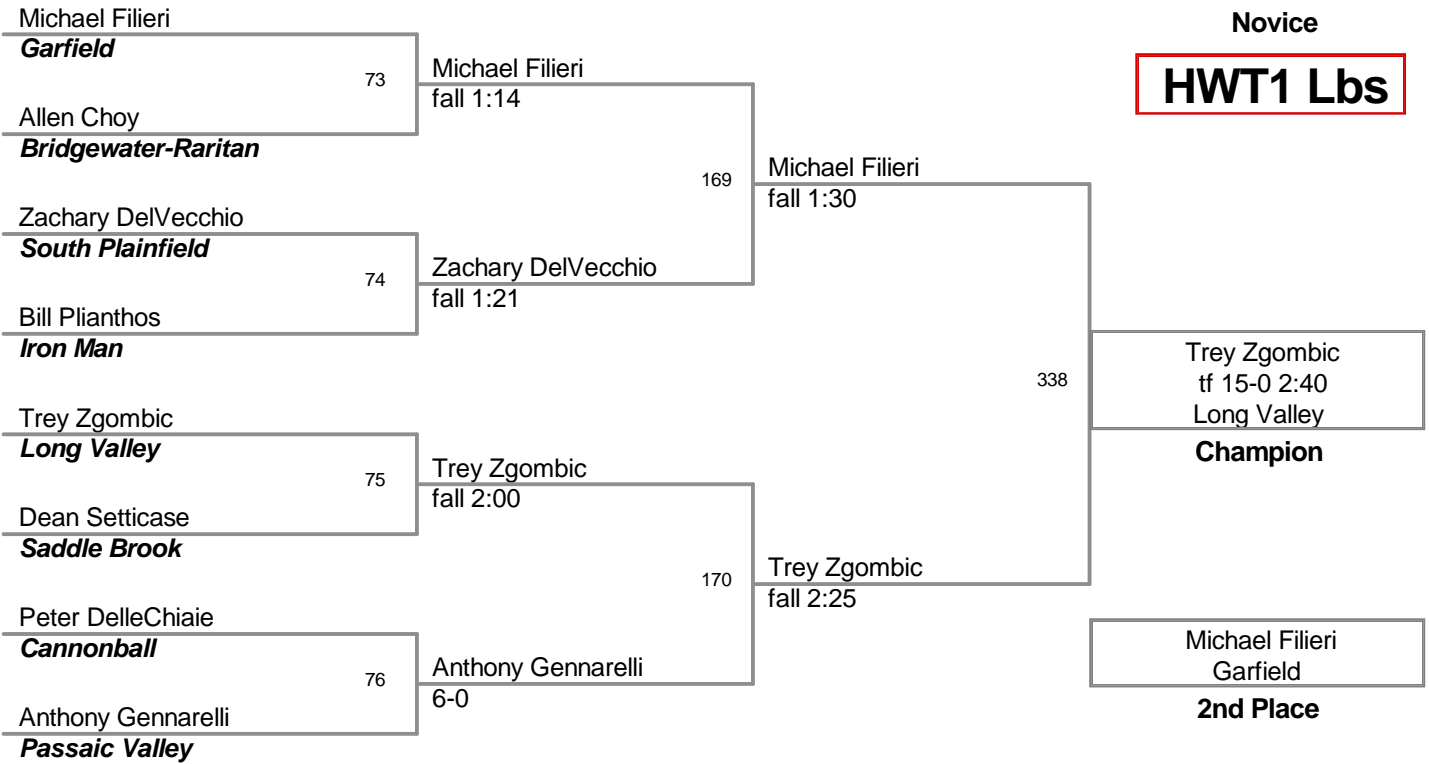 Novice
HWT1 Lbs
Michael Filieri
Garfield
73
Allen Choy
Bridgewater-Raritan
Zachary DelVecchio
South Plainfield
74
Bill Plianthos
Iron Man
Trey Zgombic
Long Valley
75
Dean Setticase
Saddle Brook
Peter DelleChiaie
Cannonball
76
Anthony Gennarelli
Passaic Valley
Michael Filieri
fall 1:14
169
Zachary DelVecchio
fall 1:21
Trey Zgombic
fall 2:00
170
Anthony Gennarelli
6-0
Michael Filieri
fall 1:30
338
Trey Zgombic
fall 2:25
Trey Zgombic
tf 15-0 2:40
Long Valley
Champion
Michael Filieri
Garfield
2nd Place